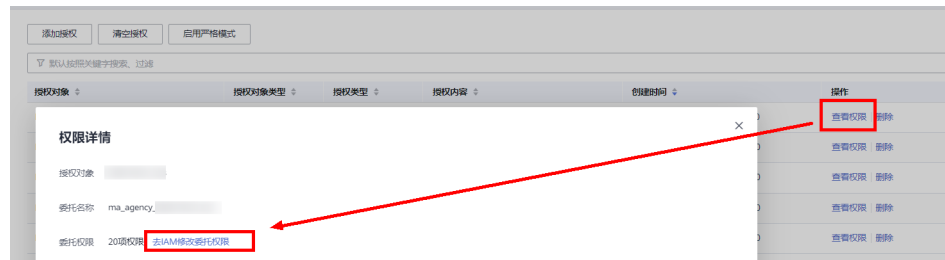 添加授权 清空授权 启用严格模式
默认按照关键字搜索、过滤
授权对象 授权对象类型 授权类型 授权内容 创建时间 操作
查看权限 删除
权限详情
查看权限 删除
授权对象
查看权限 删除
委托名称 ma_agency_
查看权限 删除
委托权限 20项权限 去IAM修改委托权限
查看权限 删除